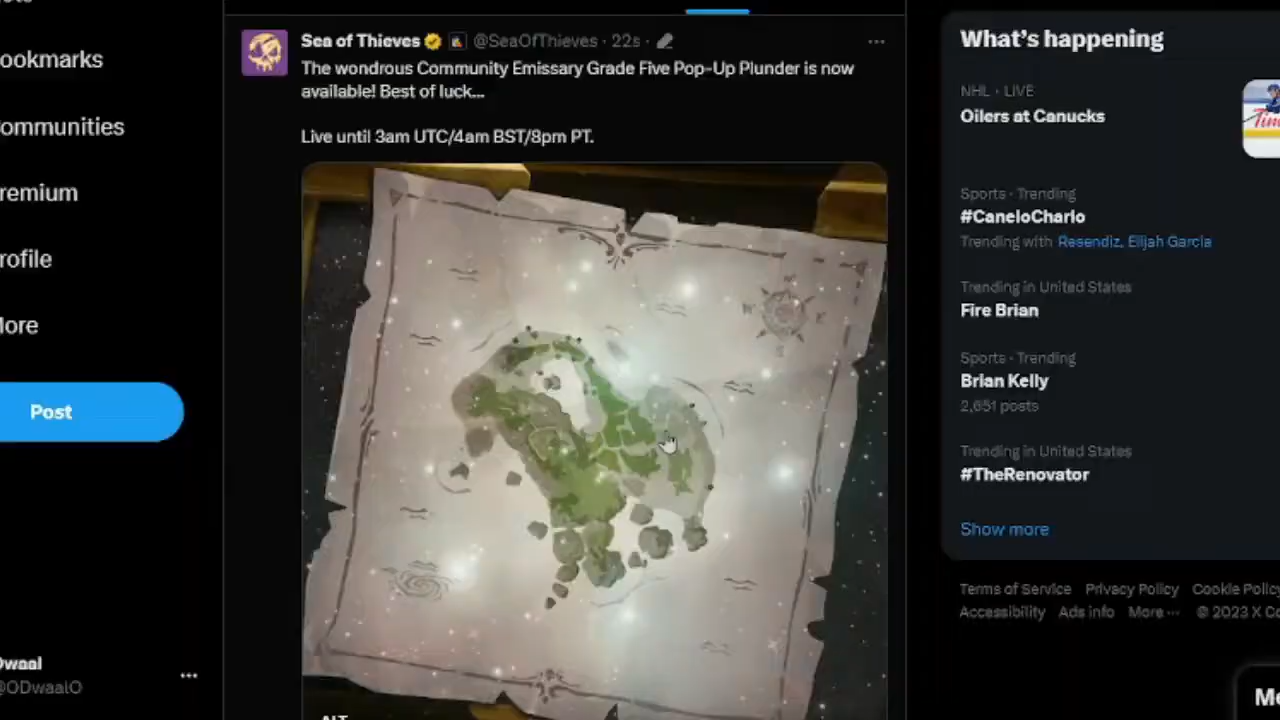 ookmarks
ommunities
remium
rofile
ore
Post
Dwaal
@ODwaalO
Sea of Thieves @SeaOfThieves · 22s ·
The wondrous Community Emissary Grade Five Pop-Up Plunder is now
available! Best of luck...
Live until 3am UTC/4am BST/8pm PT.
E
S
ALT
What's happening
NHL · LIVE
Oilers at Canucks
Sports · Trending
#CaneloCharlo
Trending with Resendiz, Elijah Garcia
Trending in United States
Fire Brian
Sports · Trending
Brian Kelly
2,651 posts
Trending in United States
#TheRenovator
Show more
Terms of Service Privacy Policy Cookie Policy
Accessibility Ads info More ··· © 2023 X Co